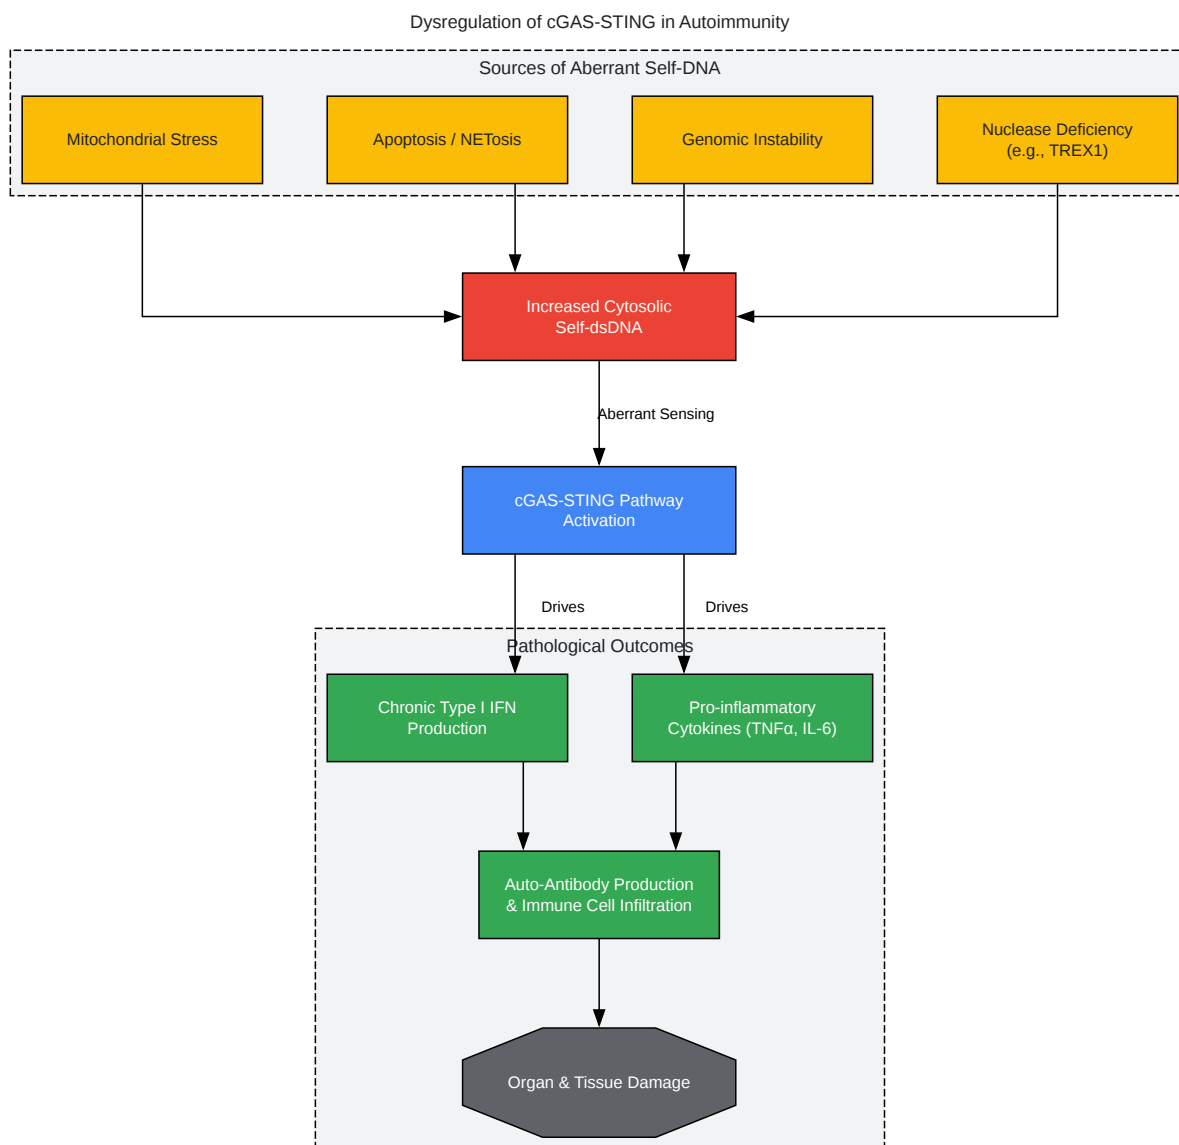 Dysregulation of cGAS-STING in Autoimmunity
Sources of Aberrant Self-DNA
Mitochondrial Stress
Apoptosis / NETosis
Genomic Instability
Nuclease Deficiency
(e.g., TREX1)
Increased Cytosolic
Self-dsDNA
Aberrant Sensing
cGAS-STING Pathway
Activation
Drives
Drives
Pathological Outcomes
Chronic Type I IFN
Production
Pro-inflammatory
Cytokines (TNFα, IL-6)
Auto-Antibody Production
& Immune Cell Infiltration
Organ & Tissue Damage